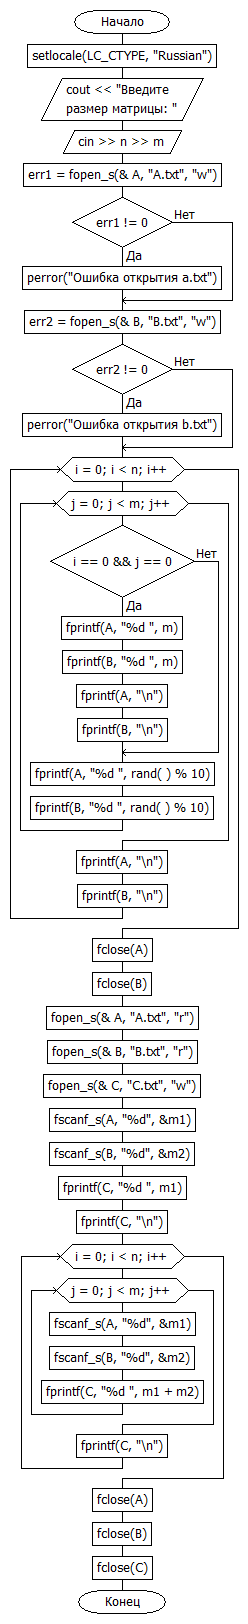 Начало
setlocale(LC_CTYPE, "Russian")
cout << "Введите
размер матрицы: "
cin >> n >> m
err1 = fopen_s(& A, "A.txt", "w")
err1 != 0
Нет
Да
perror("Ошибка открытия a.txt")
err2 = fopen_s(& B, "B.txt", "w")
err2 != 0
Нет
Да
perror("Ошибка открытия b.txt")
i = 0; i < n; i++
j = 0; j < m; j++
i == 0 && j == 0
Нет
Да
fprintf(A, "%d ", m)
fprintf(B, "%d ", m)
fprintf(A, "\n")
fprintf(B, "\n")
fprintf(A, "%d ", rand( ) % 10)
fprintf(B, "%d ", rand( ) % 10)
fprintf(A, "\n")
fprintf(B, "\n")
fclose(A)
fclose(B)
fopen_s(& A, "A.txt", "r")
fopen_s(& B, "B.txt", "r")
fopen_s(& C, "C.txt", "w")
fscanf_s(A, "%d", &m1)
fscanf_s(B, "%d", &m2)
fprintf(C, "%d ", m1)
fprintf(C, "\n")
i = 0; i < n; i++
j = 0; j < m; j++
fscanf_s(A, "%d", &m1)
fscanf_s(B, "%d", &m2)
fprintf(C, "%d ", m1 + m2)
fprintf(C, "\n")
fclose(A)
fclose(B)
fclose(C)
Конец